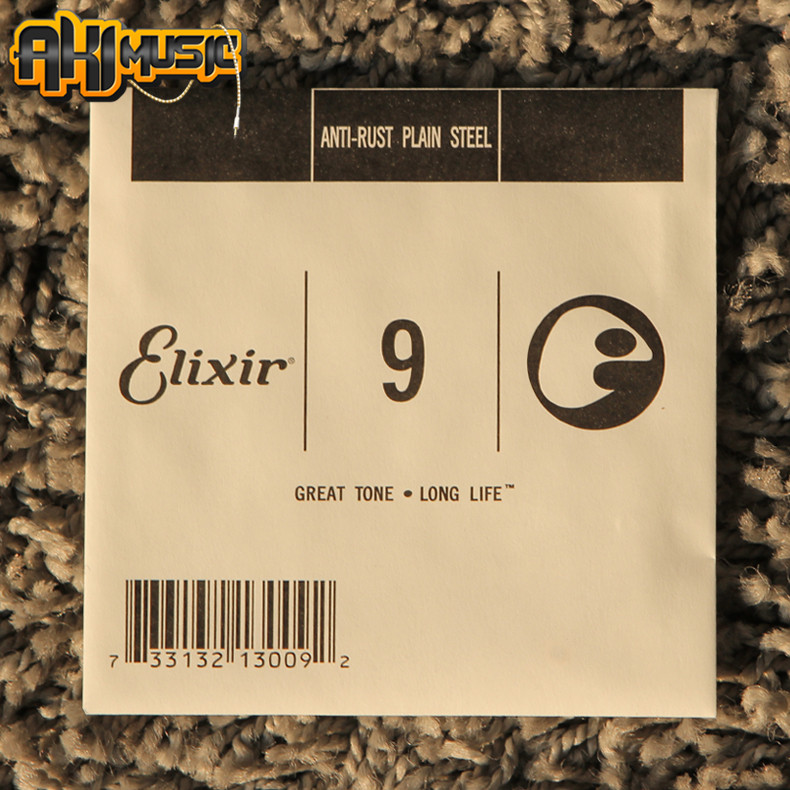 AKI MUSIC
ANTI-RUST PLAIN STEEL
Elixir®
9
GREAT TONE • LONG LIFE™
7 33132 13009 2